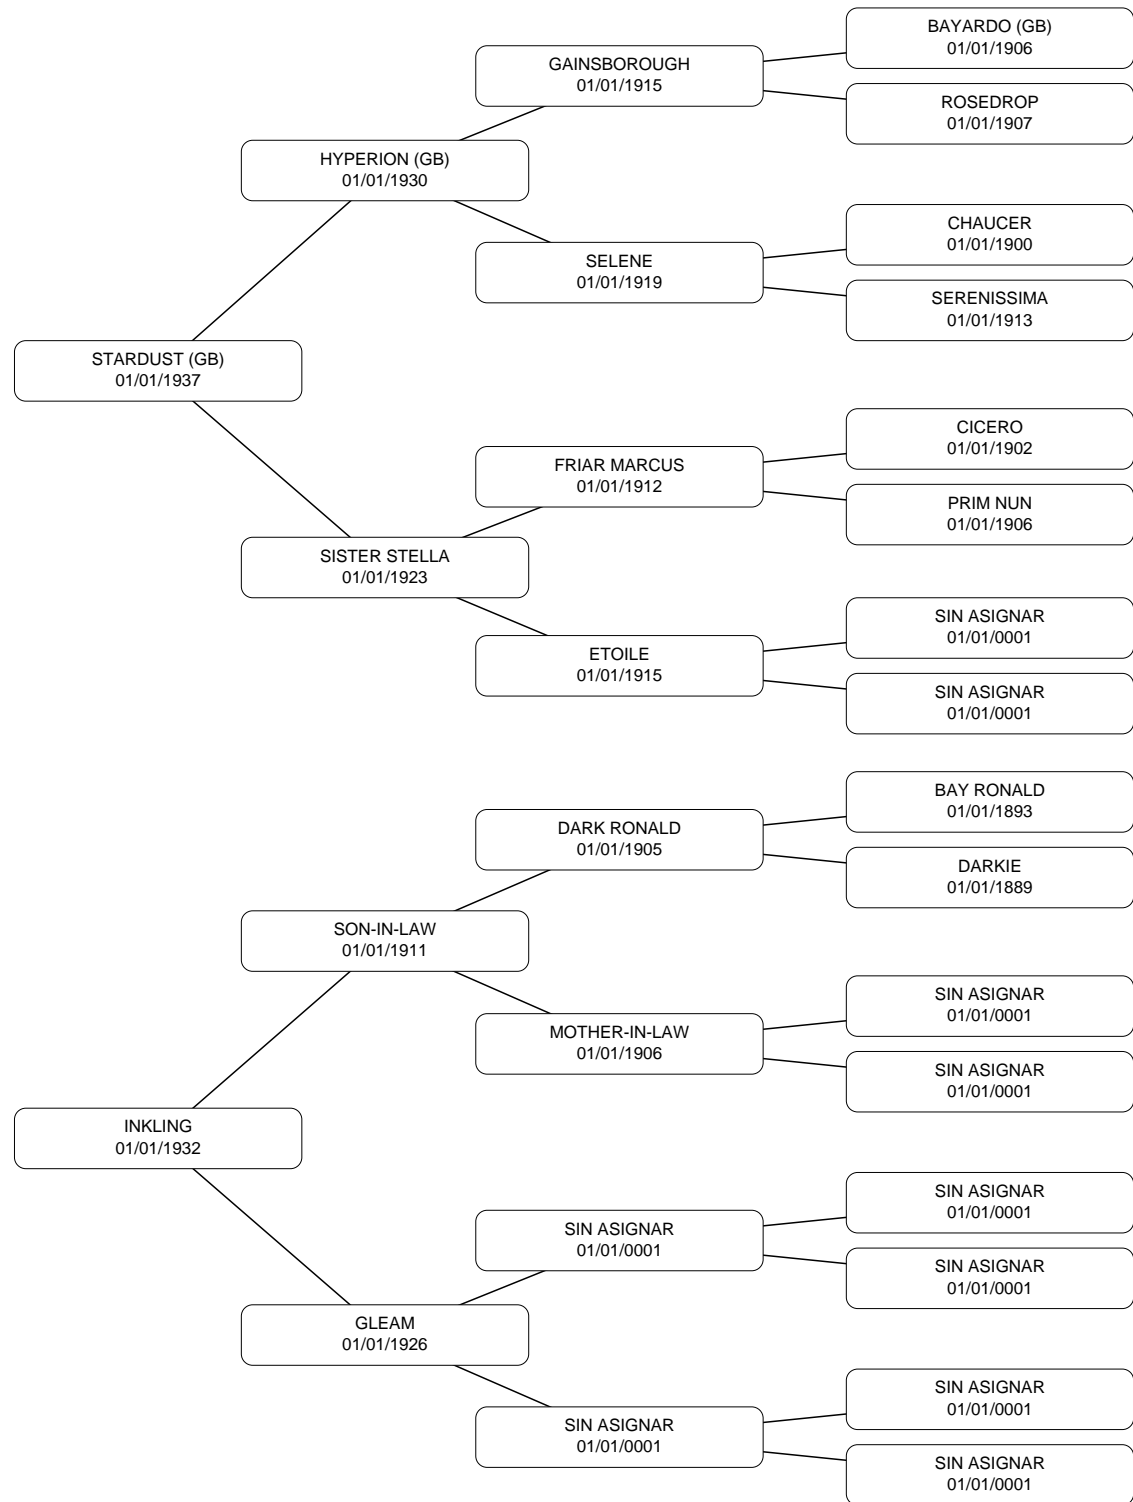 BAYARDO (GB)
01/01/1906
GAINSBOROUGH
01/01/1915
ROSEDROP
01/01/1907
HYPERION (GB)
01/01/1930
CHAUCER
01/01/1900
SELENE
01/01/1919
SERENISSIMA
01/01/1913
STARDUST (GB)
01/01/1937
CICERO
01/01/1902
FRIAR MARCUS
01/01/1912
PRIM NUN
01/01/1906
SISTER STELLA
01/01/1923
SIN ASIGNAR
01/01/0001
ETOILE
01/01/1915
SIN ASIGNAR
01/01/0001
BAY RONALD
01/01/1893
DARK RONALD
01/01/1905
DARKIE
01/01/1889
SON-IN-LAW
01/01/1911
SIN ASIGNAR
01/01/0001
MOTHER-IN-LAW
01/01/1906
SIN ASIGNAR
01/01/0001
INKLING
01/01/1932
SIN ASIGNAR
01/01/0001
SIN ASIGNAR
01/01/0001
SIN ASIGNAR
01/01/0001
GLEAM
01/01/1926
SIN ASIGNAR
01/01/0001
SIN ASIGNAR
01/01/0001
SIN ASIGNAR
01/01/0001